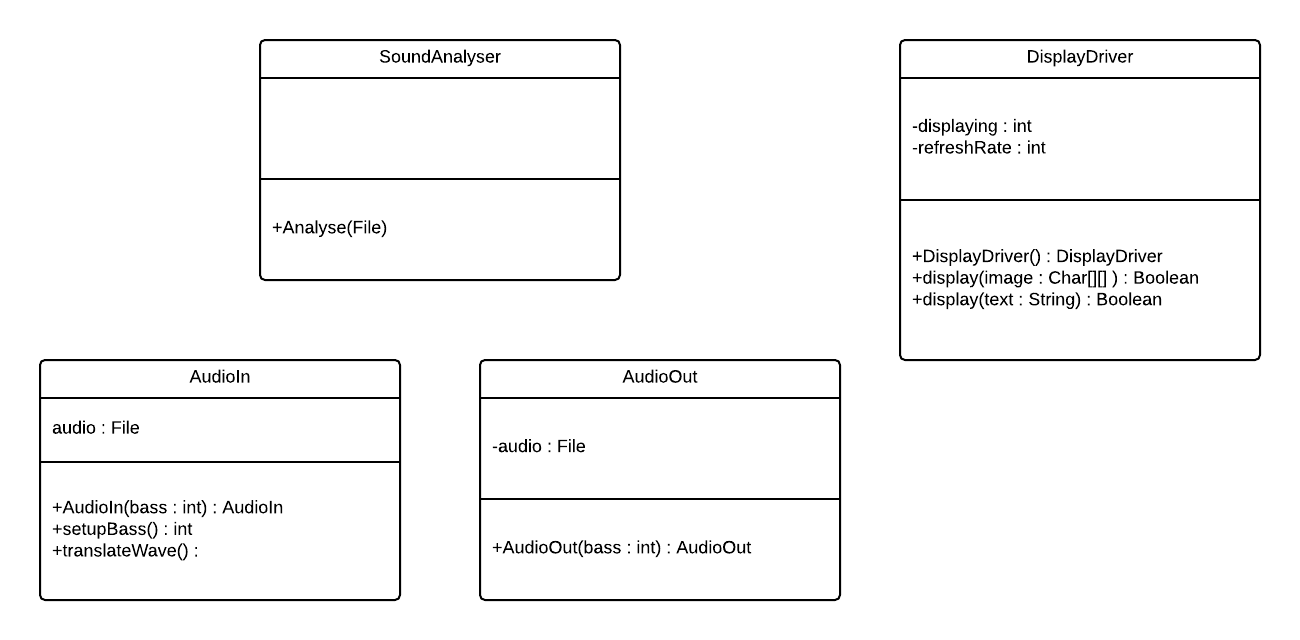 SoundAnalyser
+Analyse(File)
DisplayDriver
-displaying : int
-refreshRate : int
+DisplayDriver() : DisplayDriver
+display(image : Char[][] ) : Boolean
+display(text : String) : Boolean
AudioIn
audio : File
+AudioIn(bass : int) : AudioIn
+setupBass() : int
+translateWave() :
AudioOut
-audio : File
+AudioOut(bass : int) : AudioOut